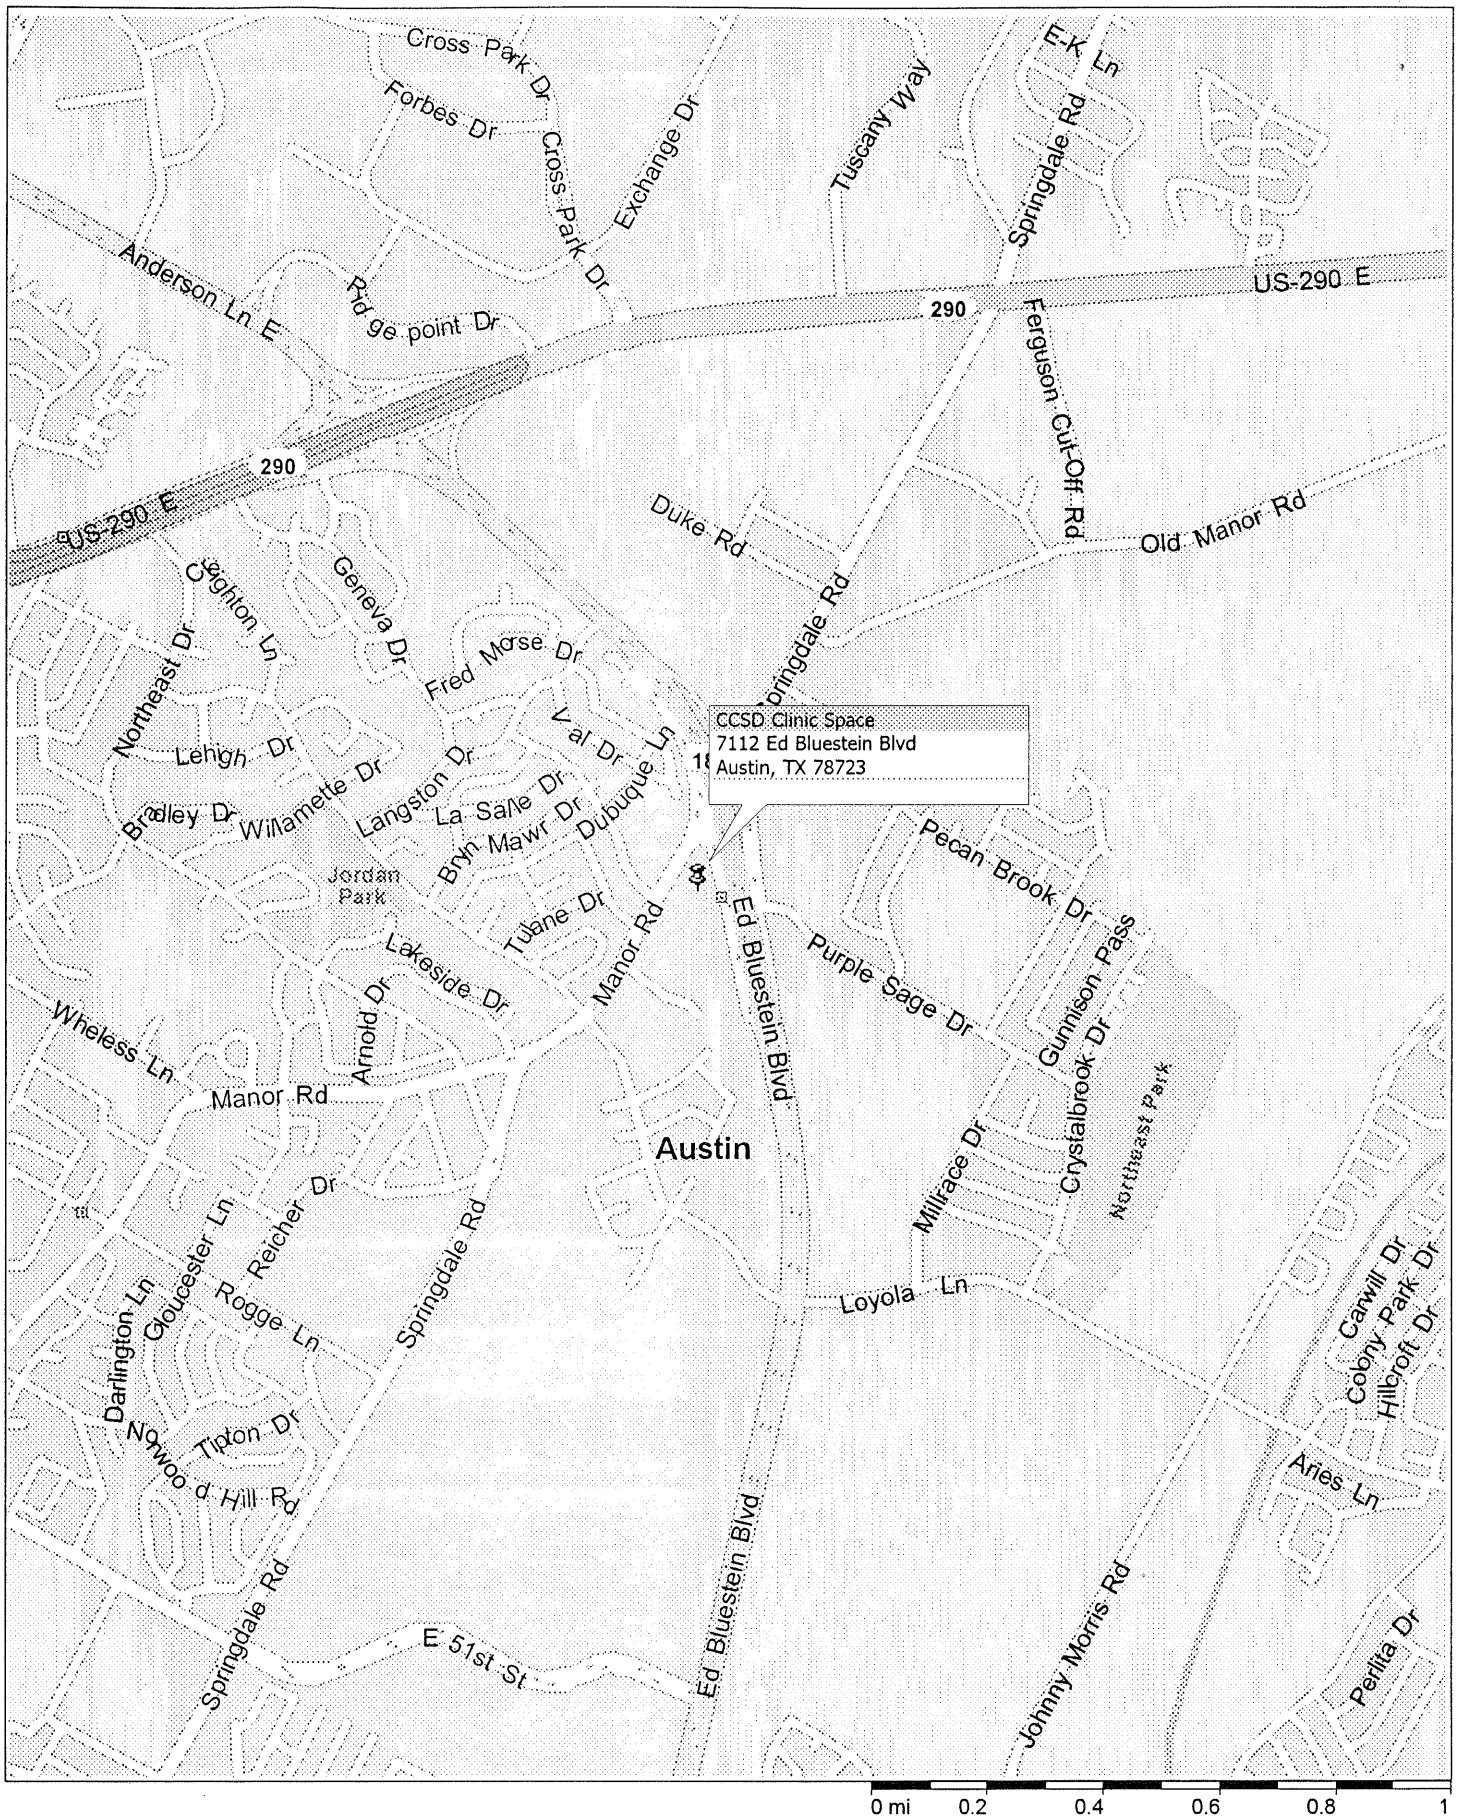 Cross Park Dr
E-K Ln
Forbes Dr
Tuscany Way
Exchange Dr
Springdale Rd
Cross Park Dr
Anderson Ln E
Ridgepoint Dr
US-290 E
290
Ferguson Cut-Off Rd
290
US-290 E
Duke Rd
Old Manor Rd
Creighton Ln
Geneva Dr
Springdale Rd
Northeast Dr
Fred Morse Dr
Val Dr
Lehigh Dr
CCSD Clinic Space
7112 Ed Bluestein Blvd
Austin, TX 78723
18
Langston Dr
La Salle Dr
Dubuque Ln
Bradley Dr
Willamette Dr
Bryn Mawr Dr
Pecan Brook Dr
Jordan
Park
Tulane Dr
Manor Rd
Ed Bluestein Blvd
Purple Sage Dr
Gunnison Pass
Lakeside Dr
Arnold Dr
Wheless Ln
Manor Rd
Crystalbrook Dr
Northeast Park
Austin
Millrace Dr
Reicher Dr
Gloucester Ln
Springdale Rd
Rogge Ln
Darlington Ln
Loyola Ln
Carwill Dr
Colony Park Dr
Hillcroft Dr
Norwood Hill Rd
Tipton Dr
Aries Ln
Ed Bluestein Blvd
Springdale Rd
E 51st St
Johnny Morris Rd
Perlita Dr
0 mi 0.2 0.4 0.6 0.8 1